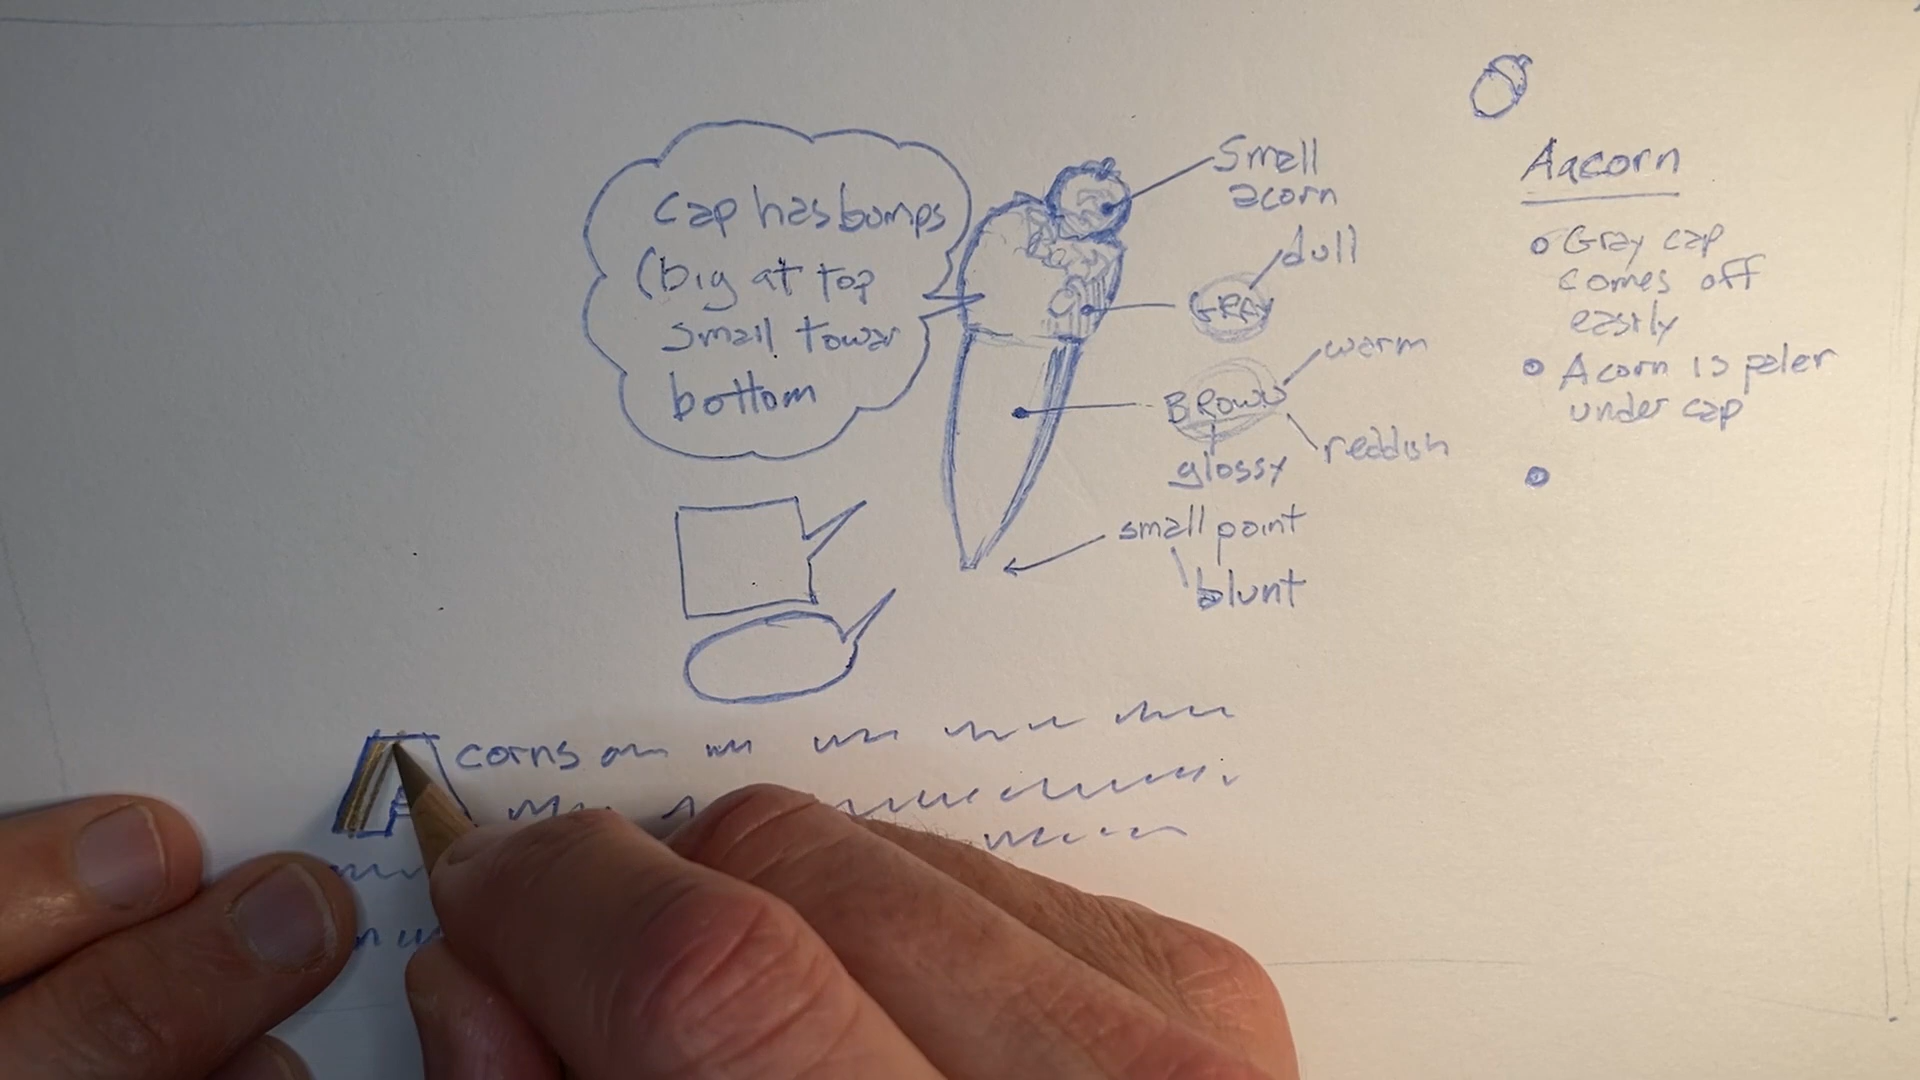 Cap has bumps
(big at top
small towar
bottom
Small
acorn
dull
GRAY
warm
BROWN
reddish
glossy
small point
blunt
Aacorn
Gray cap
comes off
easily
Acorn is paler
under cap
A corns